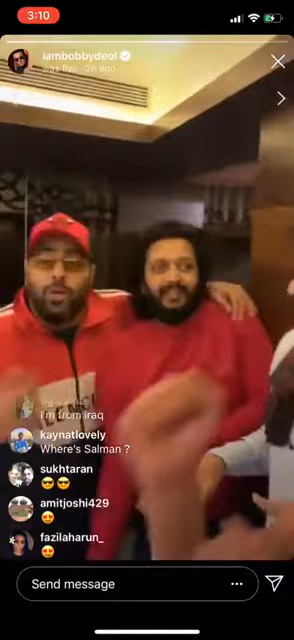 3:10
iambobbydeol
was live · 2h ago
i'm from iraq
kaynatlovely
Where's Salman ?
sukhtaran
😎😎
amitjoshi429
😍
fazilaharun_
😍
Send message